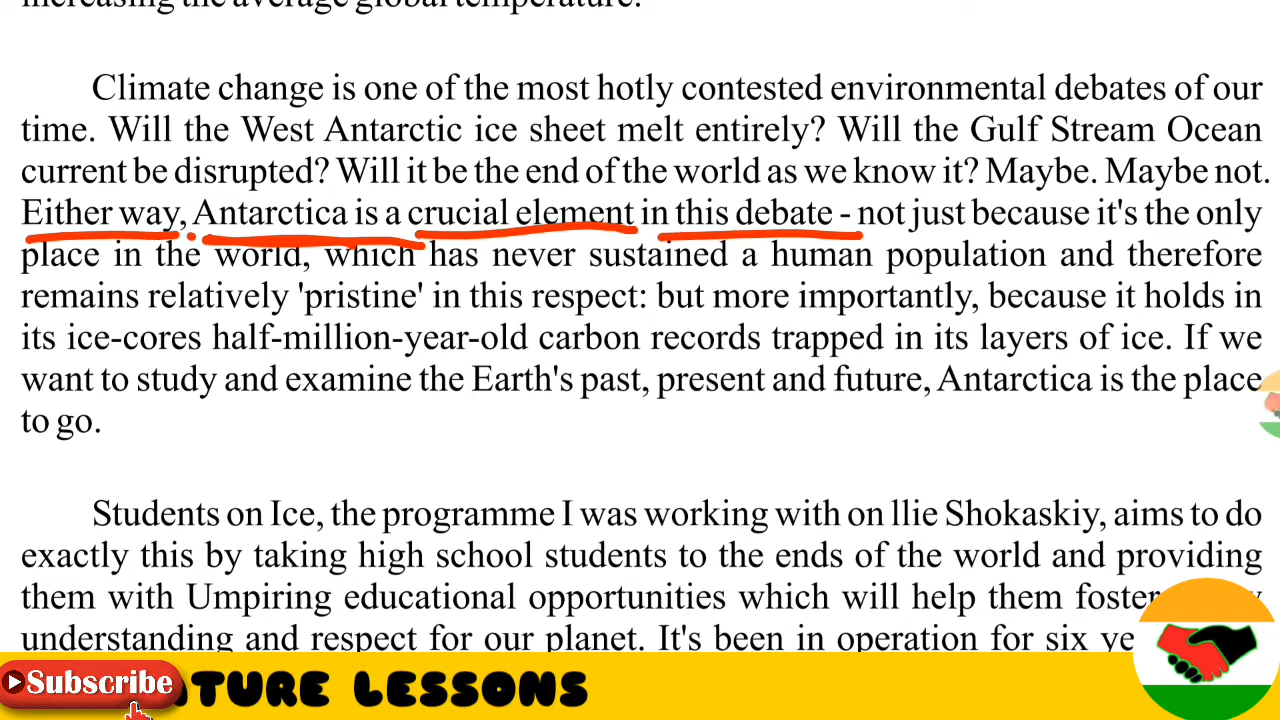 increasing the average global temperature.
Climate change is one of the most hotly contested environmental debates of our
time. Will the West Antarctic ice sheet melt entirely? Will the Gulf Stream Ocean
current be disrupted? Will it be the end of the world as we know it? Maybe. Maybe not.
Either way, Antarctica is a crucial element in this debate - not just because it's the only
place in the world, which has never sustained a human population and therefore
remains relatively 'pristine' in this respect: but more importantly, because it holds in
its ice-cores half-million-year-old carbon records trapped in its layers of ice. If we
want to study and examine the Earth's past, present and future, Antarctica is the place
to go.
Students on Ice, the programme I was working with on llie Shokaskiy, aims to do
exactly this by taking high school students to the ends of the world and providing
them with Umpiring educational opportunities which will help them foster
understanding and respect for our planet. It's been in operation for six
Subscribe TURE LESSONS